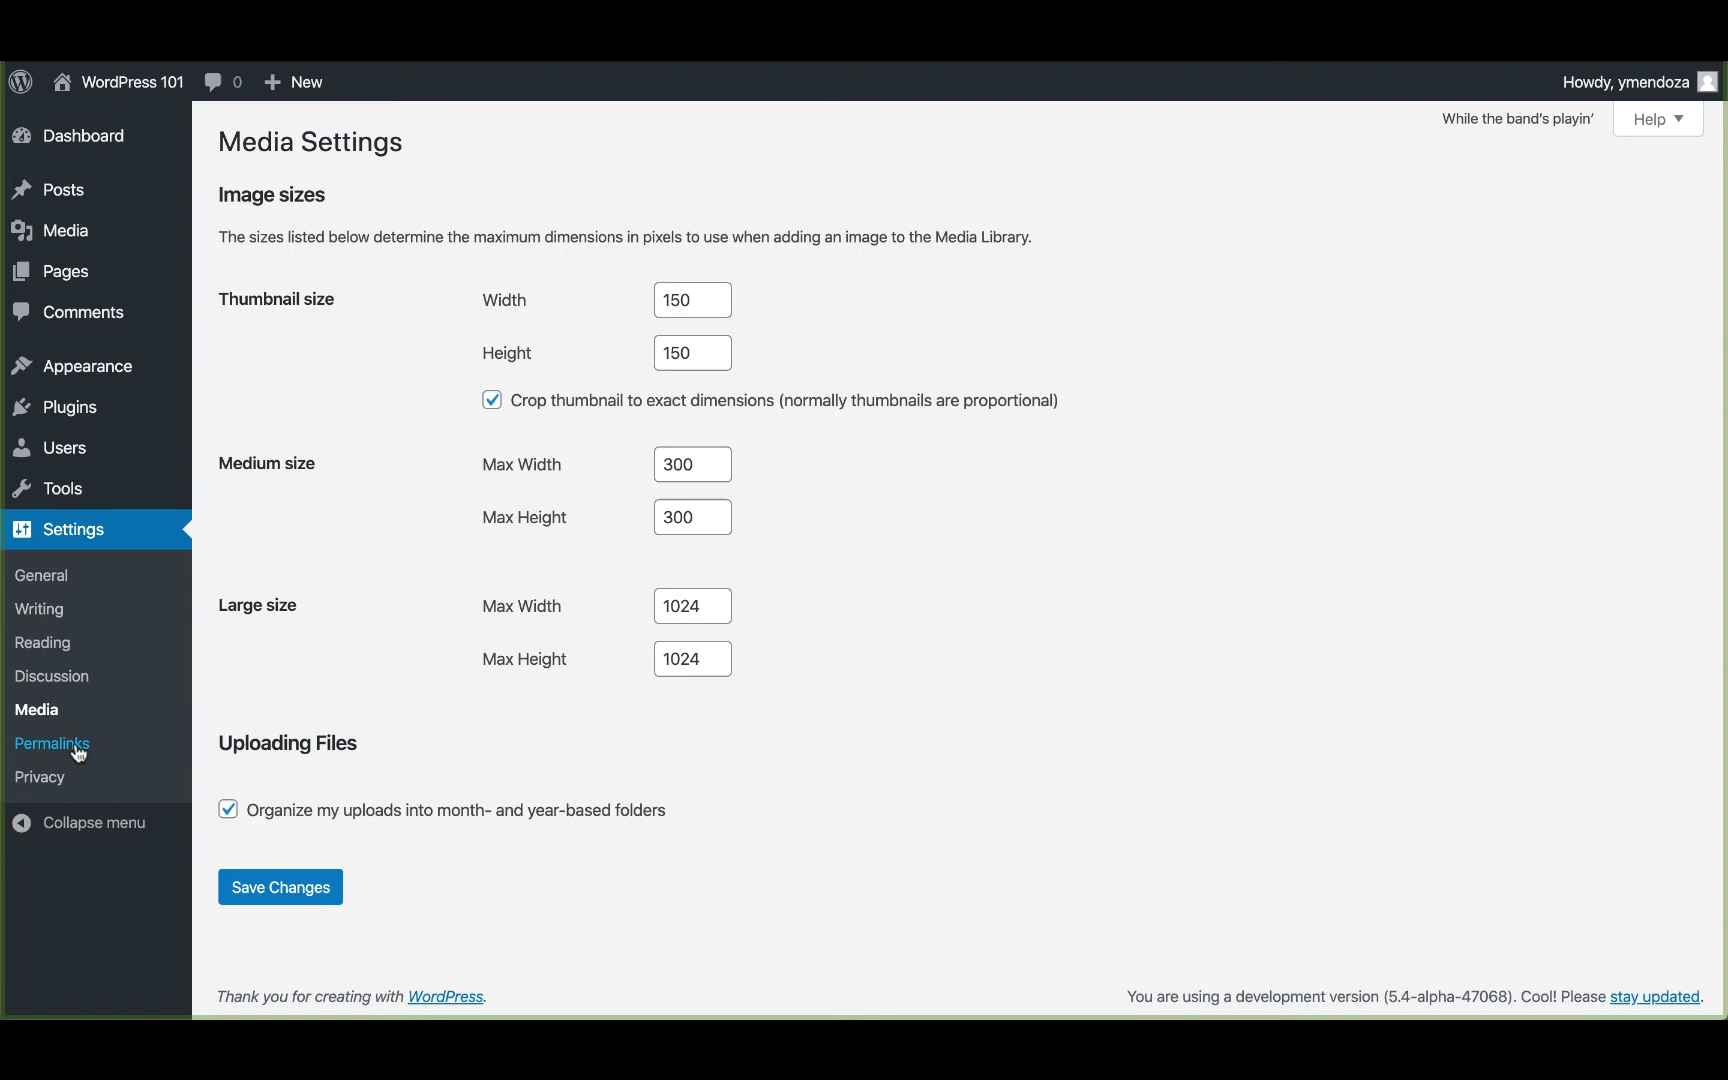 WordPress 101
0
New
Howdy, ymendoza
Dashboard
Posts
Media
Pages
Comments
Appearance
Plugins
Users
Tools
Settings
General
Writing
Reading
Discussion
Media
Permalinks
Privacy
Collapse menu
While the band's playin'
Help
Media Settings
Image sizes
The sizes listed below determine the maximum dimensions in pixels to use when adding an image to the Media Library.
Thumbnail size
Width
150
Height
150
Crop thumbnail to exact dimensions (normally thumbnails are proportional)
Medium size
Max Width
300
Max Height
300
Large size
Max Width
1024
Max Height
1024
Uploading Files
Organize my uploads into month- and year-based folders
Save Changes
Thank you for creating with WordPress.
You are using a development version (5.4-alpha-47068). Cool! Please stay updated.